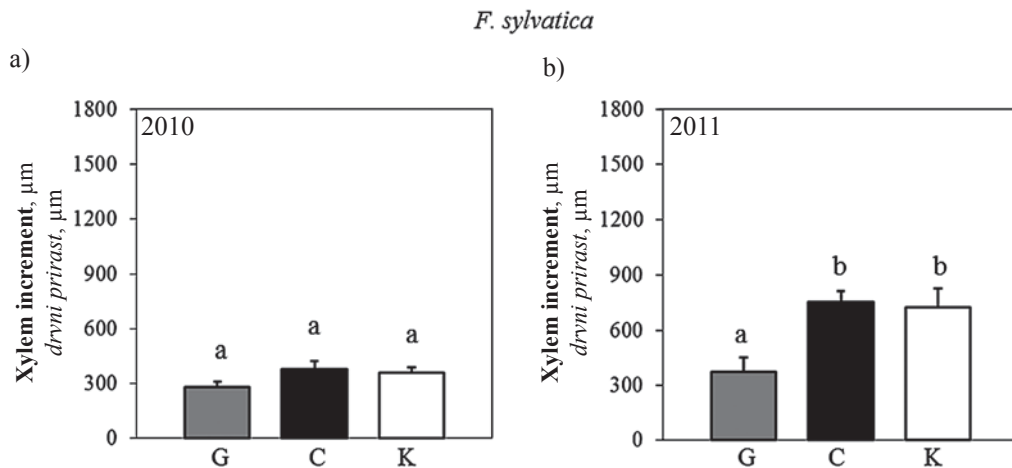 F. sylvatica
a)
Xylem increment, µm
drvni prirast, µm
1800
1500
1200
900
600
300
0
2010
a
a
a
G C K
b)
Xylem increment, µm
drvni prirast, µm
1800
1500
1200
900
600
300
0
2011
a
b
b
G C K